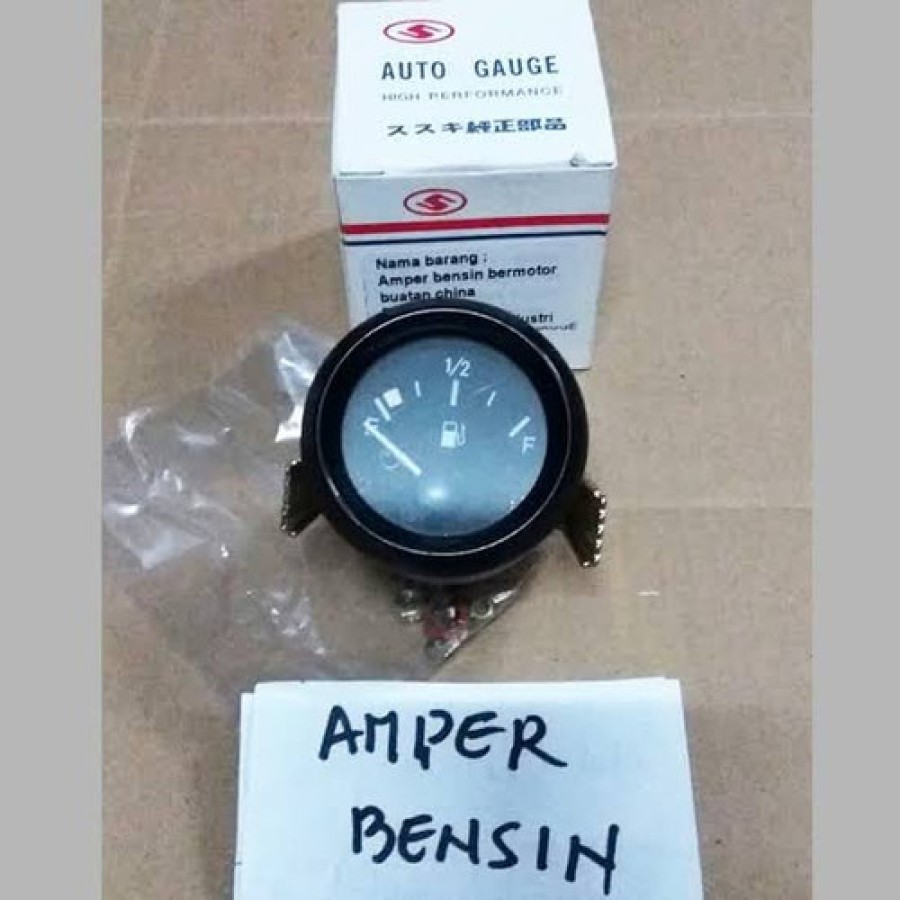 AUTO GAUGE
HIGH PERFORMANCE
ススキ純正部品
Nama barang :
Amper bensin bermotor
buatan china
1/2
F
AMPER
BENSIN